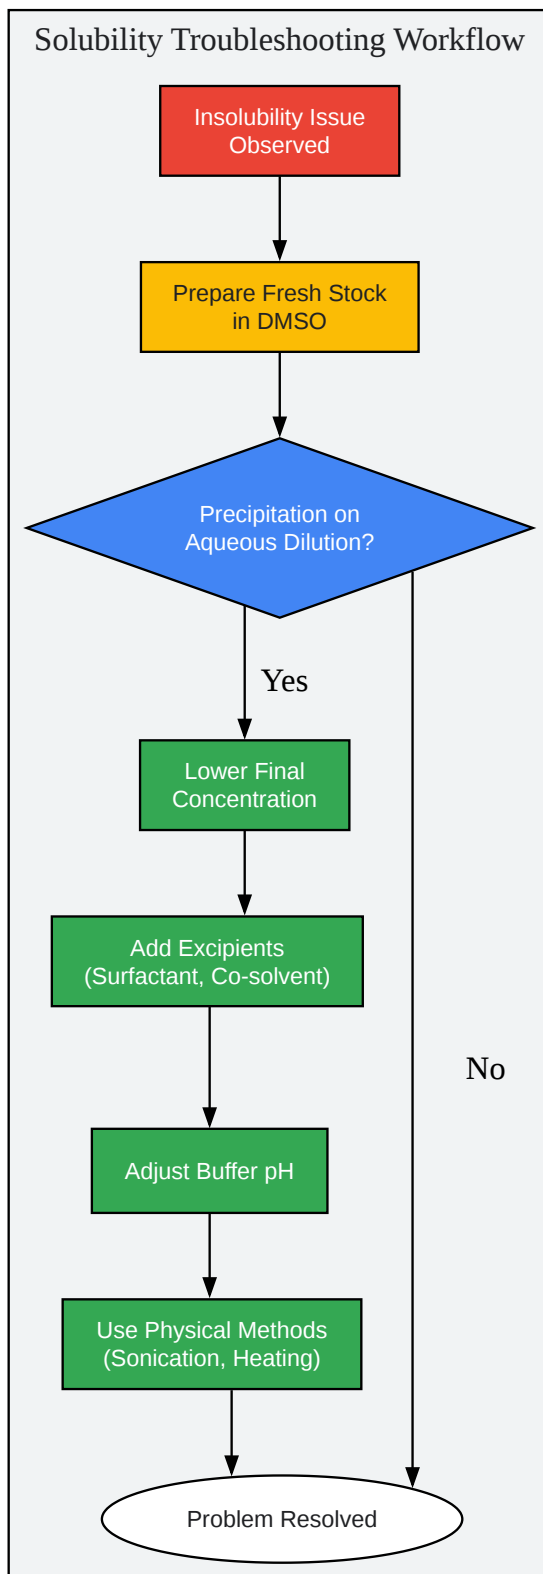 Solubility Troubleshooting Workflow
Insolubility Issue
Observed
Prepare Fresh Stock
in DMSO
Precipitation on
Aqueous Dilution?
Yes
Lower Final
Concentration
Add Excipients
(Surfactant, Co-solvent)
No
Adjust Buffer pH
Use Physical Methods
(Sonication, Heating)
Problem Resolved